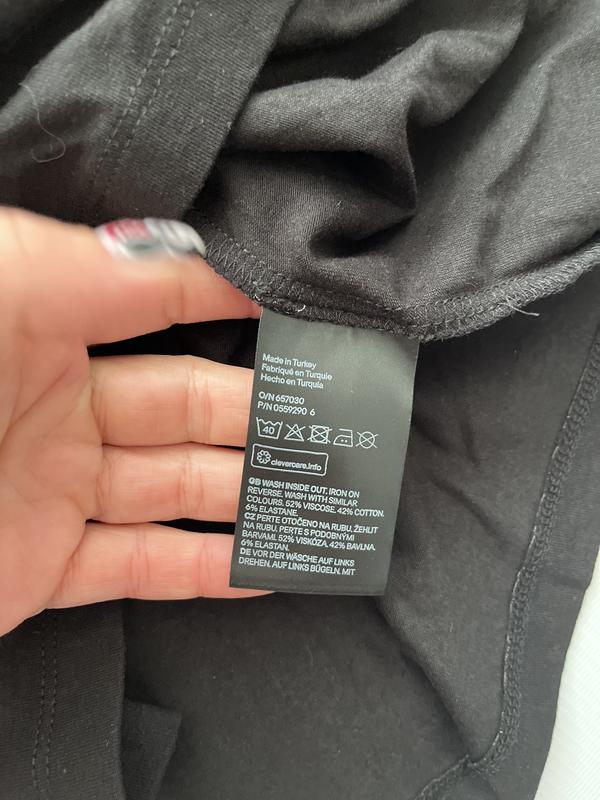 Made in Turkey
Fabriqué en Turquie
Hecho en Turquía
O/N 657030
P/N 0559290 6
40
clevercare.info
GB WASH INSIDE OUT. IRON ON
REVERSE. WASH WITH SIMILAR
COLOURS. 52% VISCOSE. 42% COTTON.
6% ELASTANE.
CZ PERTE OTOČENO NA RUBU, ŽEHLIT
NA RUBU. PERTE S PODOBNÝMI
BARVAMI. 52% VISKÓZA. 42% BAVLNA.
6% ELASTAN.
DE VOR DER WÄSCHE AUF LINKS
DREHEN. AUF LINKS BÜGELN. MIT